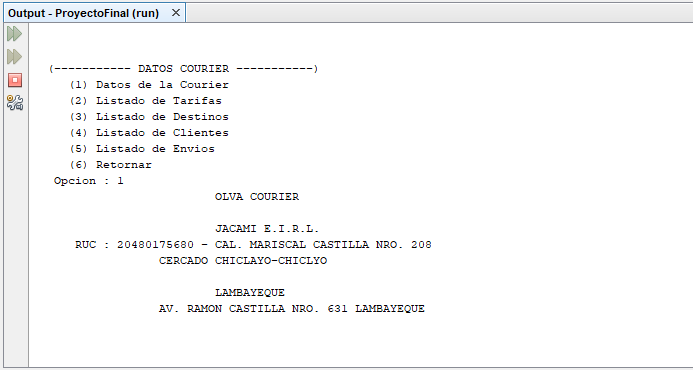 Output - ProyectoFinal (run)
(----------- DATOS COURIER -----------)
(1) Datos de la Courier
(2) Listado de Tarifas
(3) Listado de Destinos
(4) Listado de Clientes
(5) Listado de Envios
(6) Retornar
Opcion : 1
OLVA COURIER
JACAMI E.I.R.L.
RUC : 20480175680 - CAL. MARISCAL CASTILLA NRO. 208
CERCADO CHICLAYO-CHICLYO
LAMBAYEQUE
AV. RAMON CASTILLA NRO. 631 LAMBAYEQUE